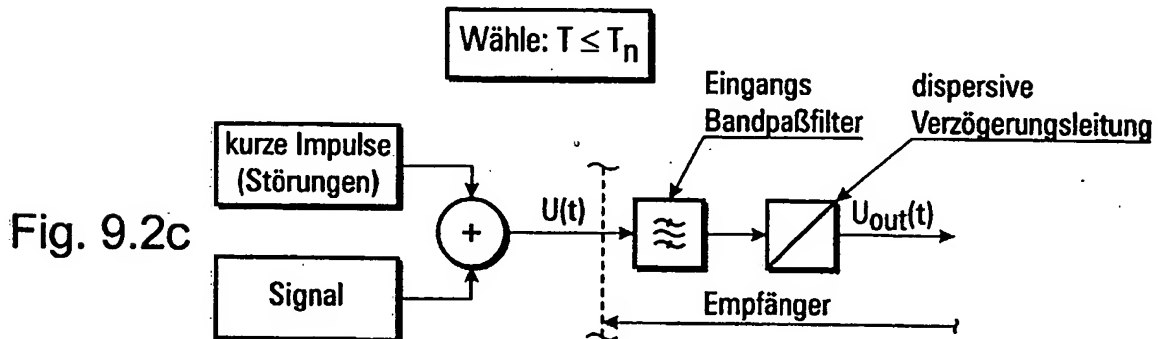 Wähle: T ≤ Tn
Eingangs
Bandpaßfilter
dispersive
Verzögerungsleitung
kurze Impulse
(Störungen)
U(t)
Uout(t)
Fig. 9.2c
+
Signal
Empfänger